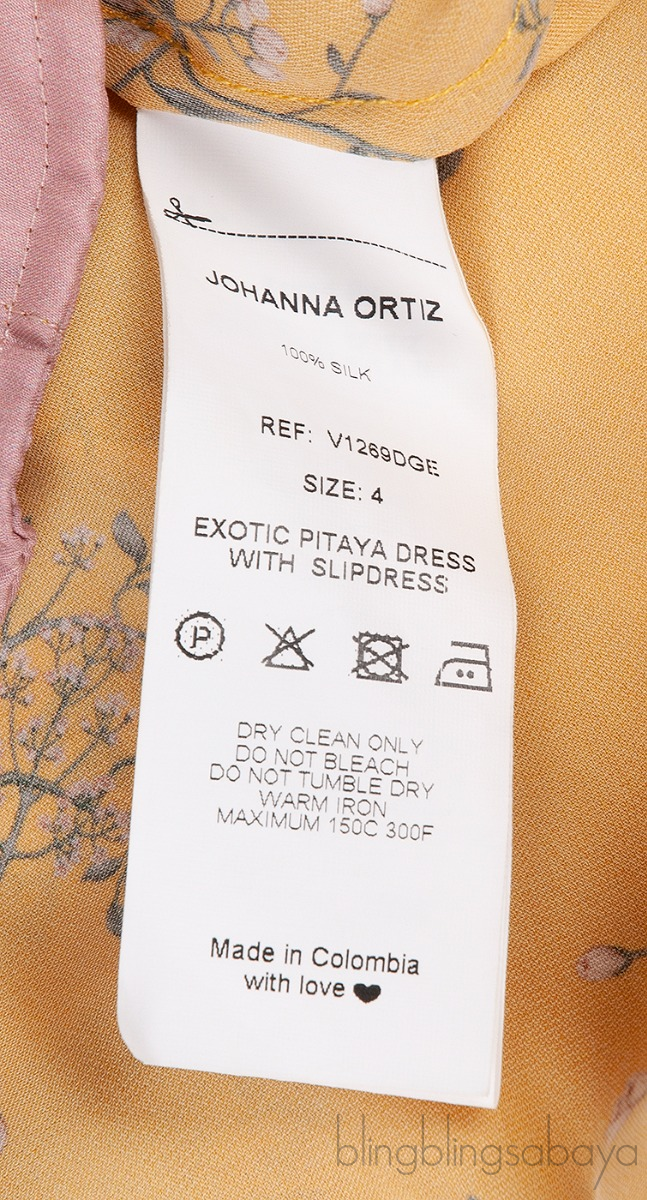 JOHANNA ORTIZ
100% SILK
REF: V1269DGE
SIZE: 4
EXOTIC PITAYA DRESS
WITH SLIPDRESS
P
DRY CLEAN ONLY
DO NOT BLEACH
DO NOT TUMBLE DRY
WARM IRON
MAXIMUM 150C 300F
Made in Colombia
with love ♥
blingblingsabaya